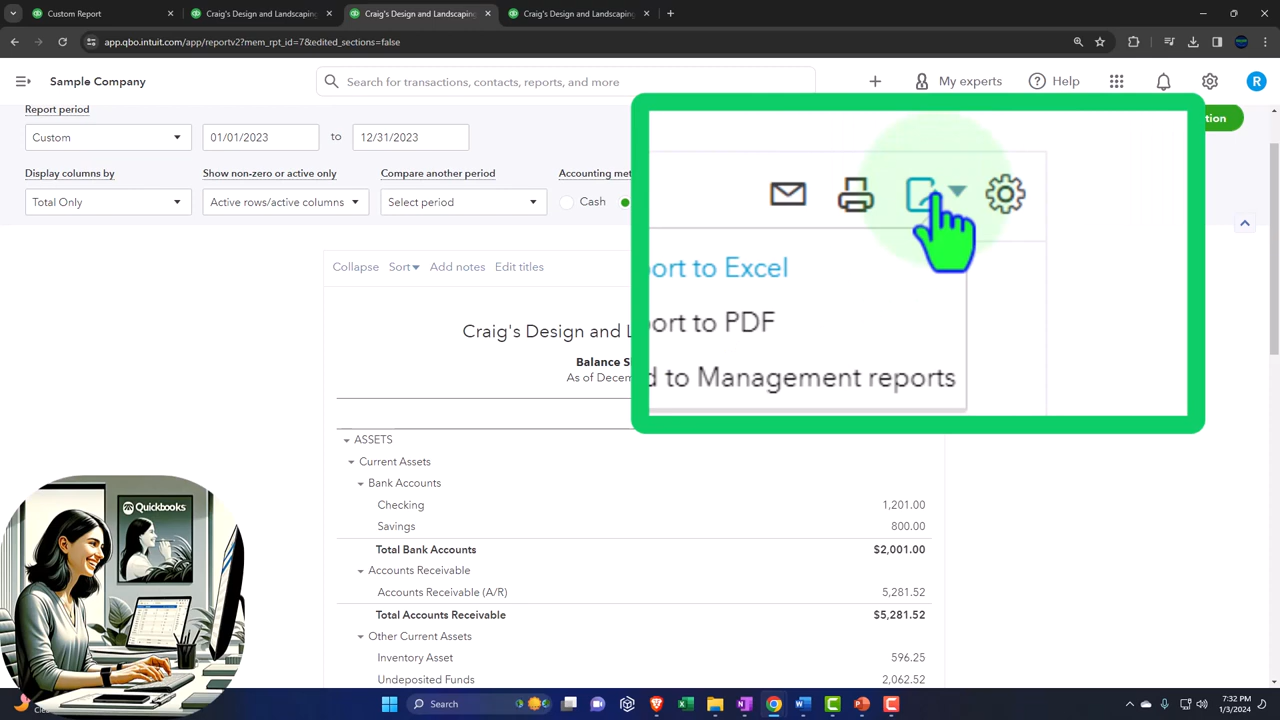 Custom Report
Craig's Design and Landscaping
Craig's Design and Landscaping
Craig's Design and Landscaping
app.qbo.intuit.com/app/reportv2?mem_rpt_id=7&edited_sections=false
Sample Company
Search for transactions, contacts, reports, and more
My experts
Help
R
Report period
Custom
01/01/2023
to
12/31/2023
tion
Display columns by
Show non-zero or active only
Compare another period
Accounting met
Total Only
Active rows/active columns
Select period
Cash
ort to Excel
ort to PDF
d to Management reports
Collapse
Sort
Add notes
Edit titles
Craig's Design and L
Balance S
As of Decem
ASSETS
Current Assets
Bank Accounts
Checking 1,201.00
Savings 800.00
Total Bank Accounts $2,001.00
Accounts Receivable
Accounts Receivable (A/R) 5,281.52
Total Accounts Receivable $5,281.52
Other Current Assets
Inventory Asset 596.25
Undeposited Funds 2,062.52
Quickbooks
Search
7:32 PM
1/3/2024